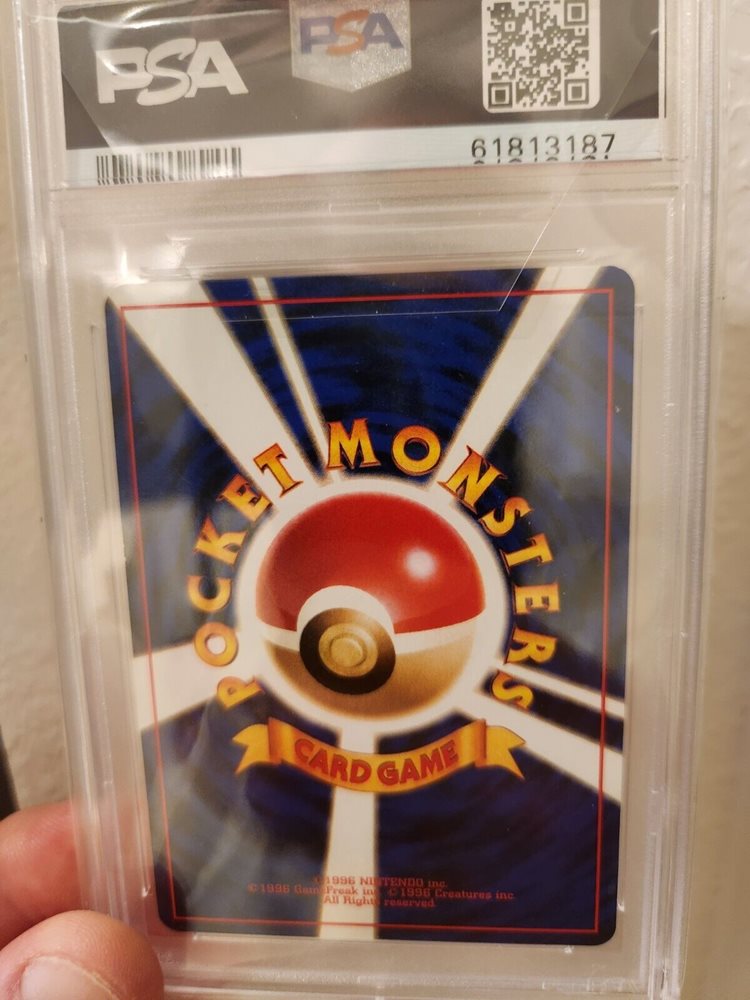 PSA
PSA
61813187
POCKET MONSTERS
CARD GAME
©1996 NINTENDO inc.
©1996 GameFreak inc. ©1996 Creatures inc.
All Rights reserved.